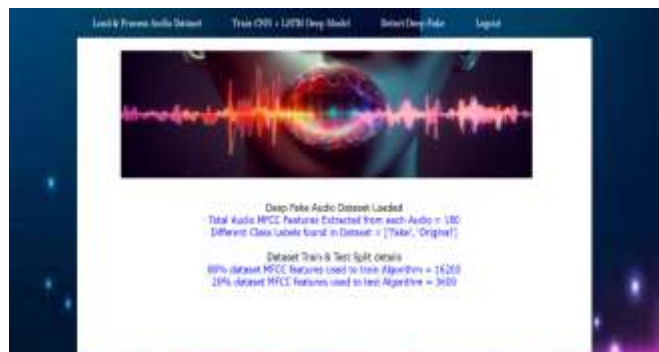 Load & Process Audio Dataset Train CNN + LSTM Deep Model Detect Deep Fake Logout
Deep Fake Audio Dataset Loaded
Total Audio MFCC Features Extracted from each Audio = 180
Different Class Labels found in Dataset = ['Fake', 'Original']
Dataset Train & Test Split details
80% dataset MFCC features used to train Algorithm =
20% dataset MFCC features used to test Algorithm = 3600